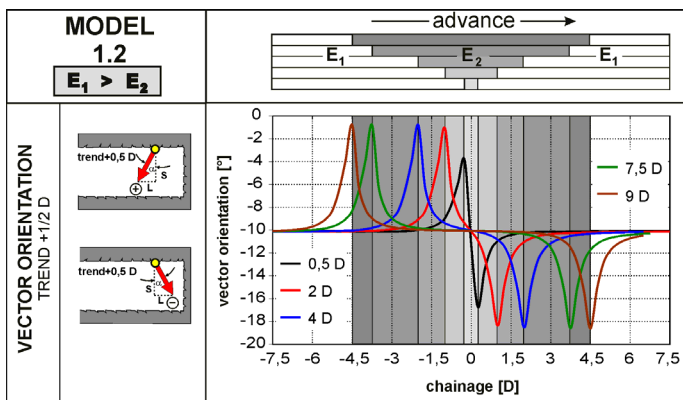 MODEL
1.2
E1 > E2
advance
E1 E2 E1
VECTOR ORIENTATION
TREND +1/2 D
trend+0,5 D
α
S
L
+
trend+0,5 D
S
α
L
−
vector orientation [°]
0
-2
-4
-6
-8
-10
-12
-14
-16
-18
-20
7,5 D
9 D
0,5 D
2 D
4 D
-7,5 -6 -4,5 -3 -1,5 0 1,5 3 4,5 6 7,5
chainage [D]